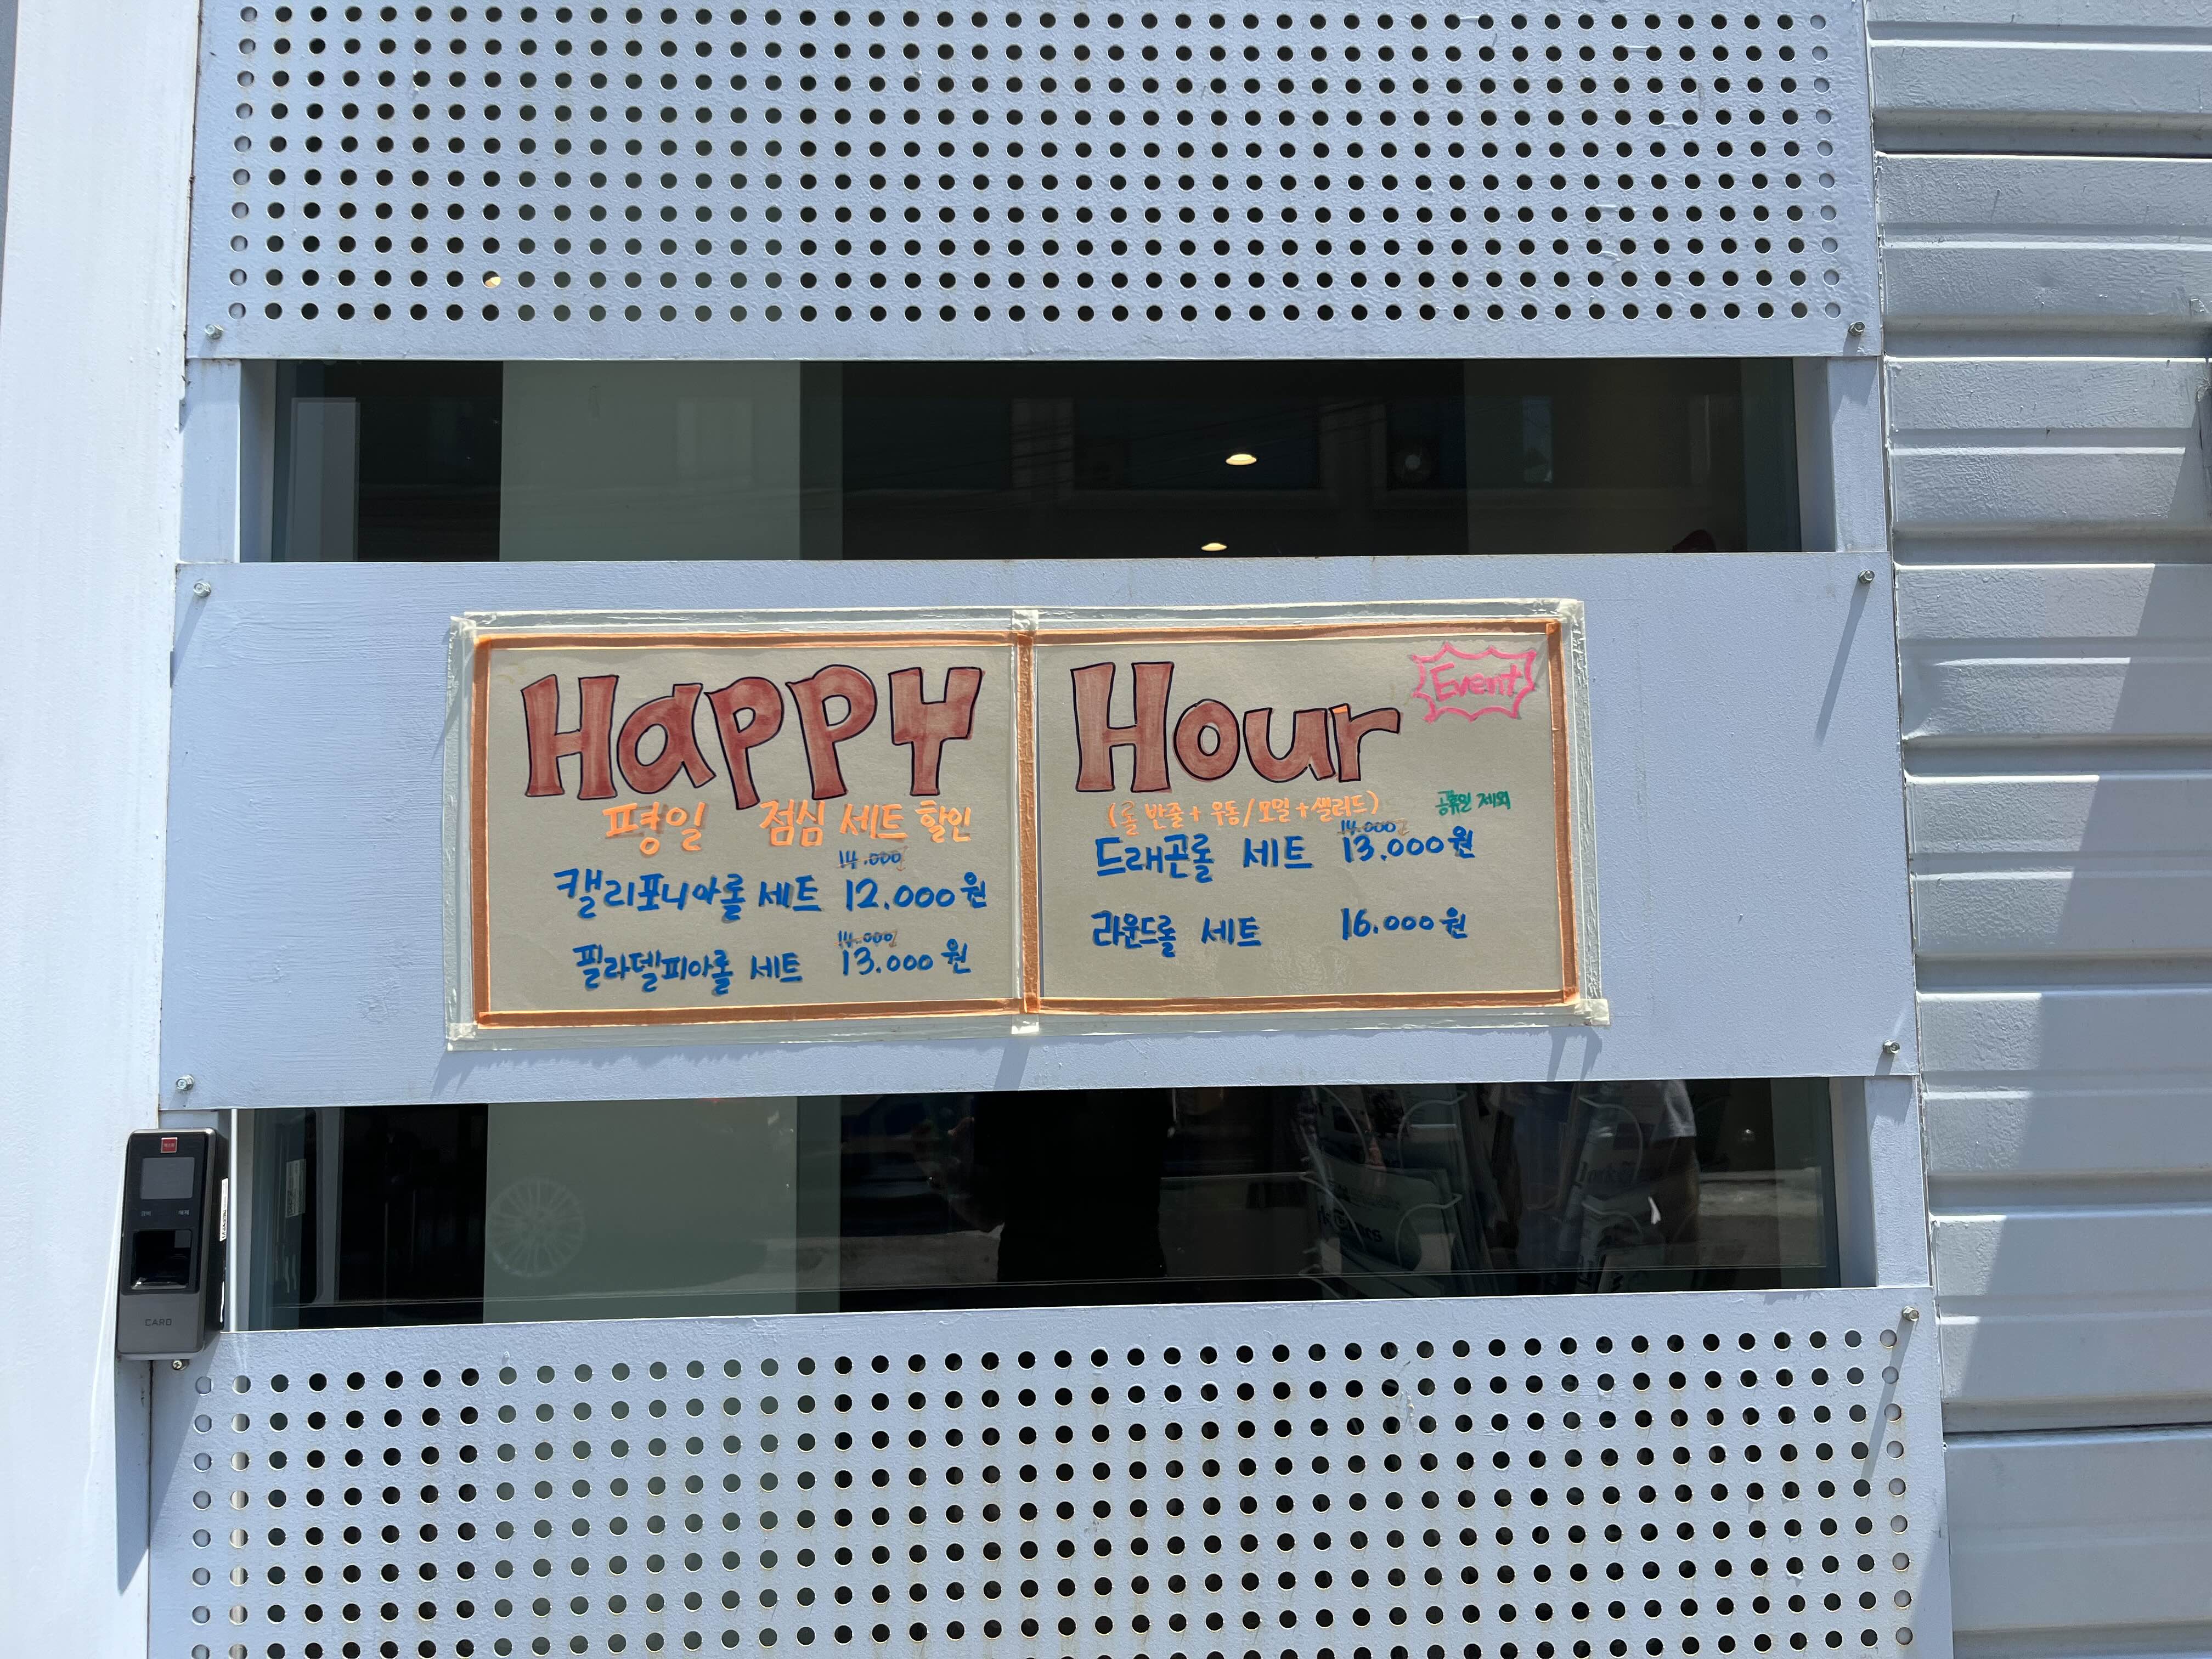 Happy Hour
Event
평일 점심 세트 할인
(롤 반줄 + 우동/모밀 + 샐러드)
공휴일 제외
14.000
캘리포니아롤 세트 12.000원
14.000
필라델피아롤 세트 13.000원
14.000
드래곤롤 세트 13.000원
라운드롤 세트 16.000원
CARD